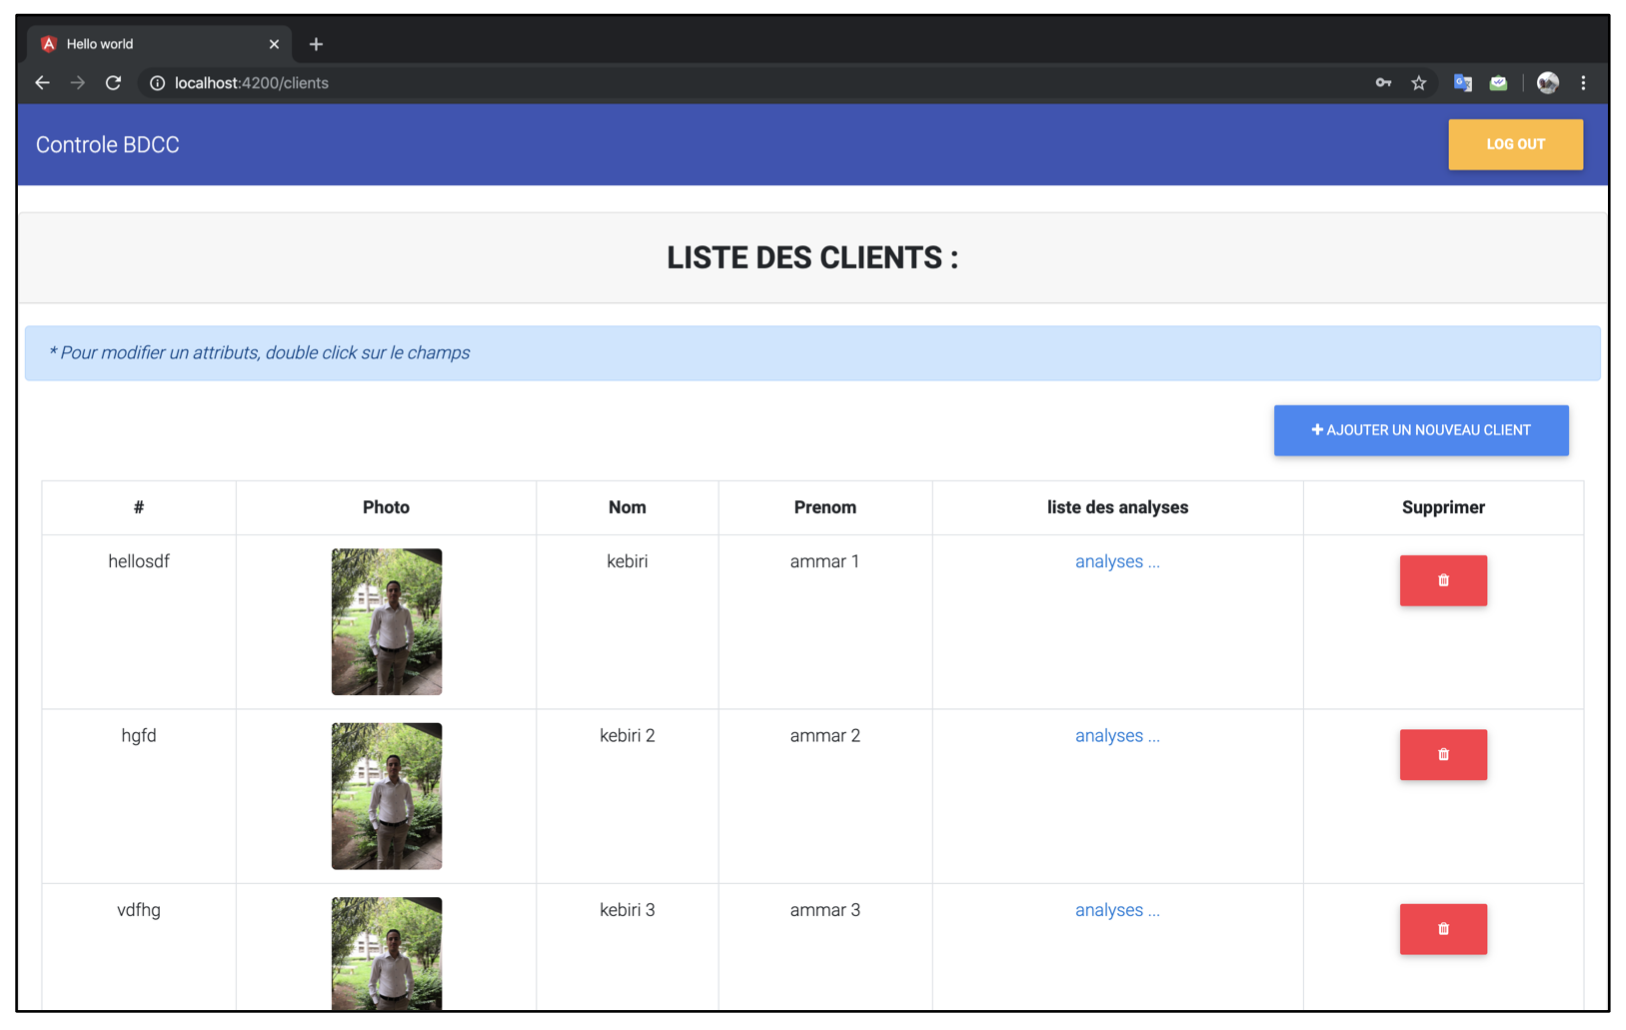 Hello world
localhost:4200/clients
Controle BDCC
LOG OUT
LISTE DES CLIENTS :
* Pour modifier un attributs, double click sur le champs
AJOUTER UN NOUVEAU CLIENT
# Photo Nom Prenom liste des analyses Supprimer
hellosdf kebiri ammar 1 analyses ...
hgfd kebiri 2 ammar 2 analyses ...
vdfhg kebiri 3 ammar 3 analyses ...